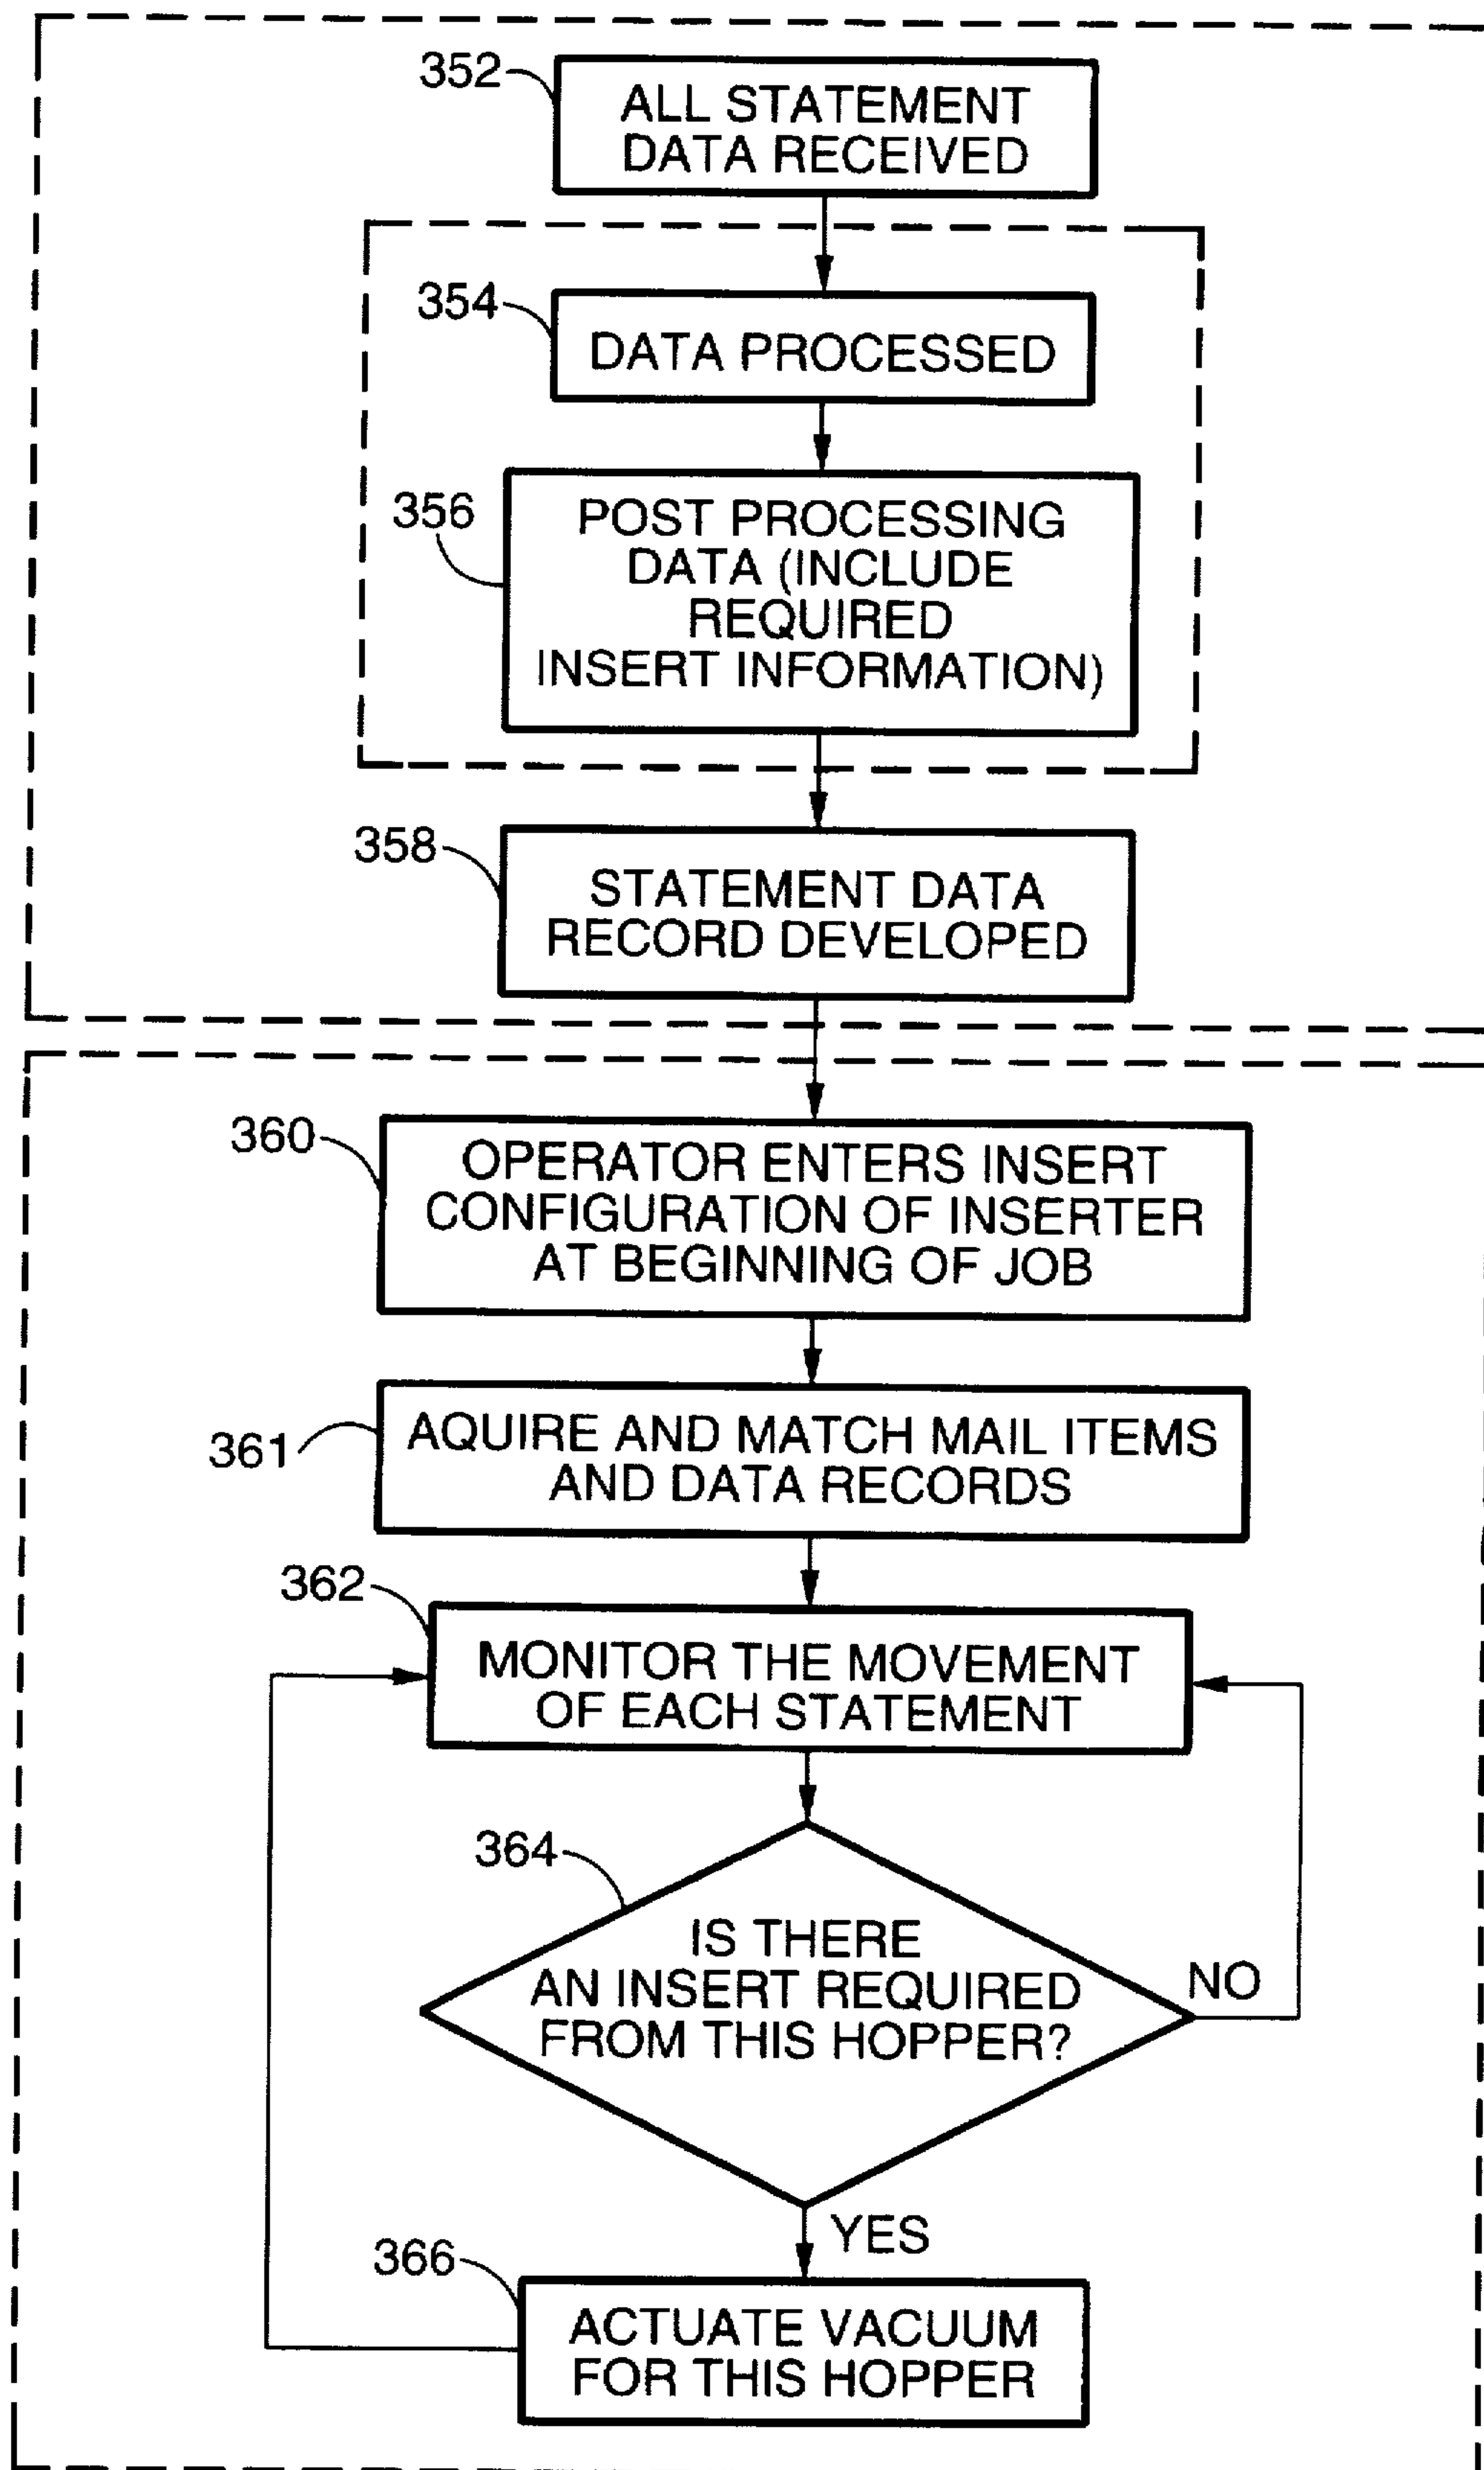 352
ALL STATEMENT
DATA RECEIVED
354
DATA PROCESSED
356
POST PROCESSING
DATA (INCLUDE
REQUIRED
INSERT INFORMATION)
358
STATEMENT DATA
RECORD DEVELOPED
360
OPERATOR ENTERS INSERT
CONFIGURATION OF INSERTER
AT BEGINNING OF JOB
361
AQUIRE AND MATCH MAIL ITEMS
AND DATA RECORDS
362
MONITOR THE MOVEMENT
OF EACH STATEMENT
364
IS THERE
AN INSERT REQUIRED
FROM THIS HOPPER?
NO
YES
366
ACTUATE VACUUM
FOR THIS HOPPER